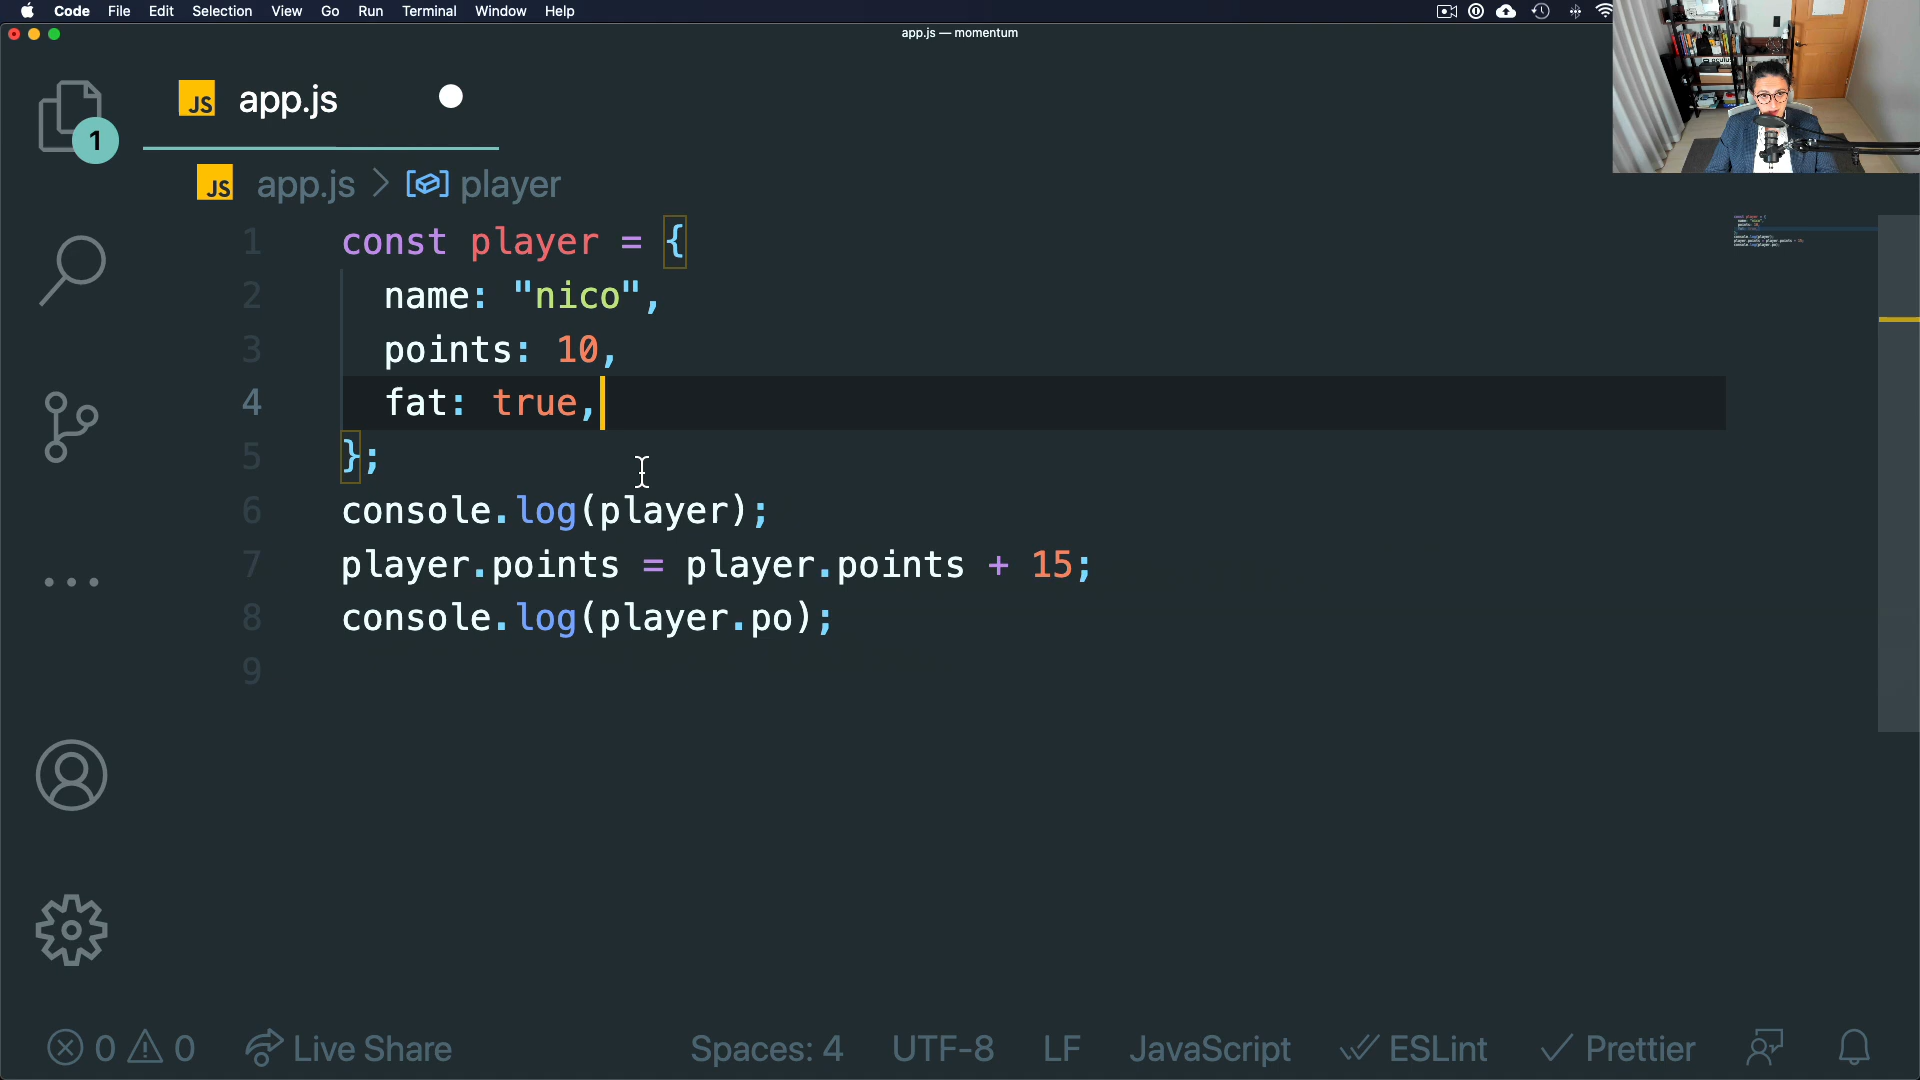 Code File Edit Selection View Go Run Terminal Window Help
app.js — momentum
JS app.js
1
JS app.js > player
1 const player = {
2 name: "nico",
3 points: 10,
4 fat: true,
5 };
6 console.log(player);
7 player.points = player.points + 15;
8 console.log(player.po);
9
0 0 Live Share Spaces: 4 UTF-8 LF JavaScript ESLint Prettier